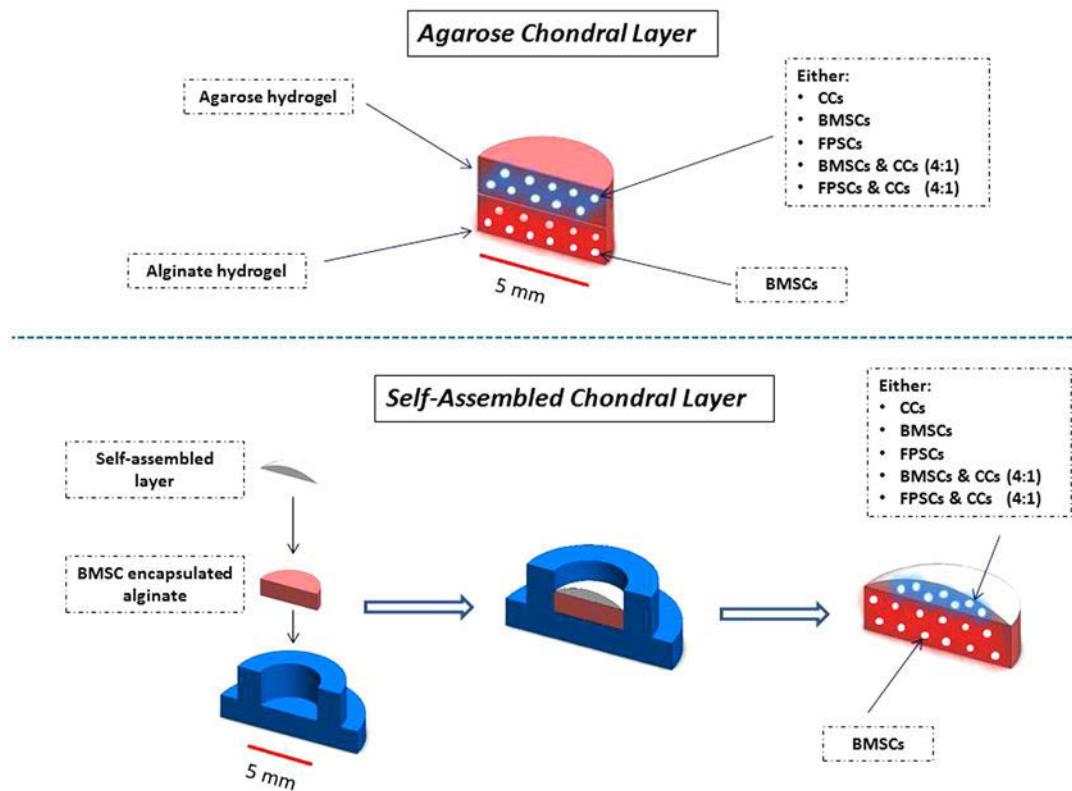 Agarose Chondral Layer
Agarose hydrogel
Either:
• CCs
• BMSCs
• FPSCs
• BMSCs & CCs (4:1)
• FPSCs & CCs (4:1)
Alginate hydrogel
5 mm
BMSCs
Self-Assembled Chondral Layer
Self-assembled
layer
BMSC encapsulated
alginate
5 mm
Either:
• CCs
• BMSCs
• FPSCs
• BMSCs & CCs (4:1)
• FPSCs & CCs (4:1)
BMSCs